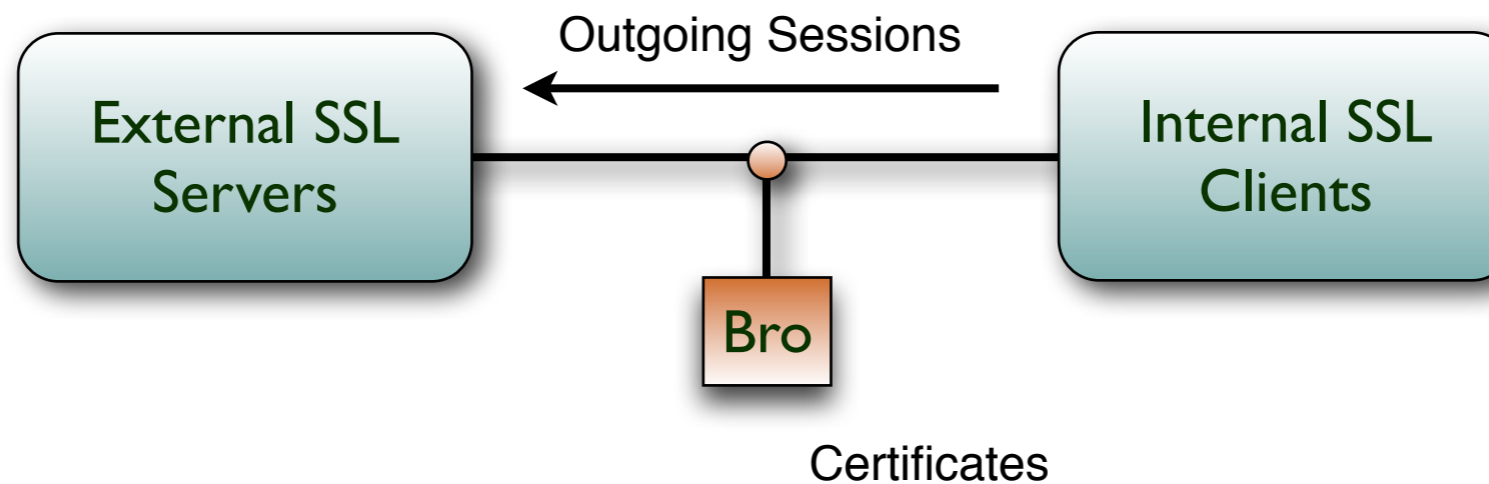 Outgoing Sessions
External SSL
Servers
Internal SSL
Clients
Bro
Certificates